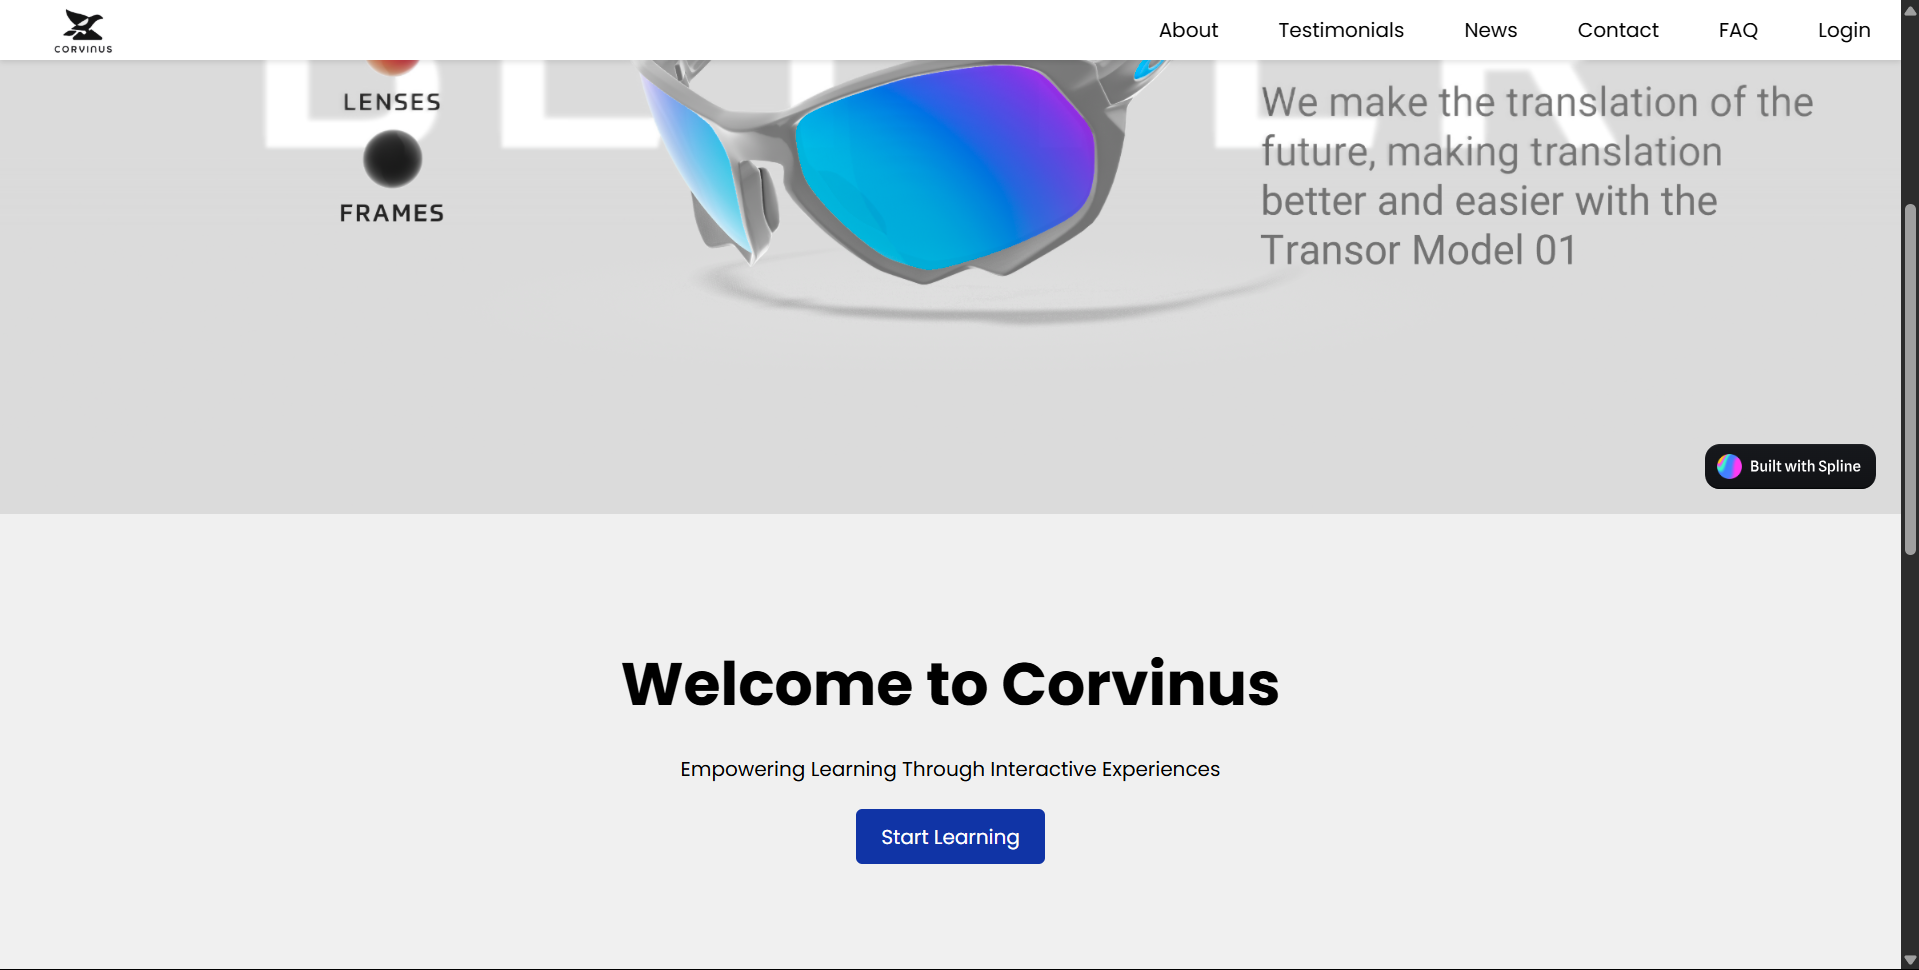 CORVINUS
About
Testimonials
News
Contact
FAQ
Login
LENSES
FRAMES
We make the translation of the
future, making translation
better and easier with the
Transor Model 01
Built with Spline
Welcome to Corvinus
Empowering Learning Through Interactive Experiences
Start Learning